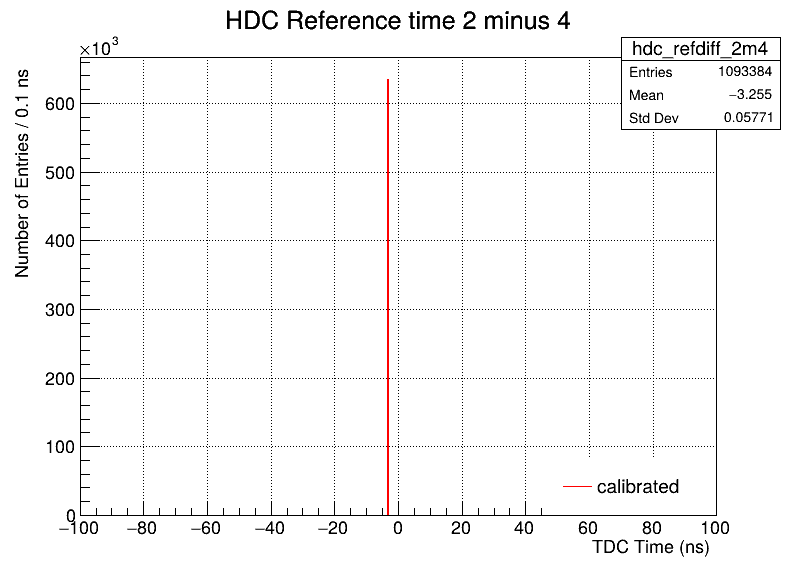 HDC Reference time 2 minus 4
×10³
hdc_refdiff_2m4
Entries 1093384
Mean −3.255
Std Dev 0.05771
Number of Entries / 0.1 ns
600
500
400
300
200
100
0
−100 −80 −60 −40 −20 0 20 40 60 80 100
TDC Time (ns)
calibrated